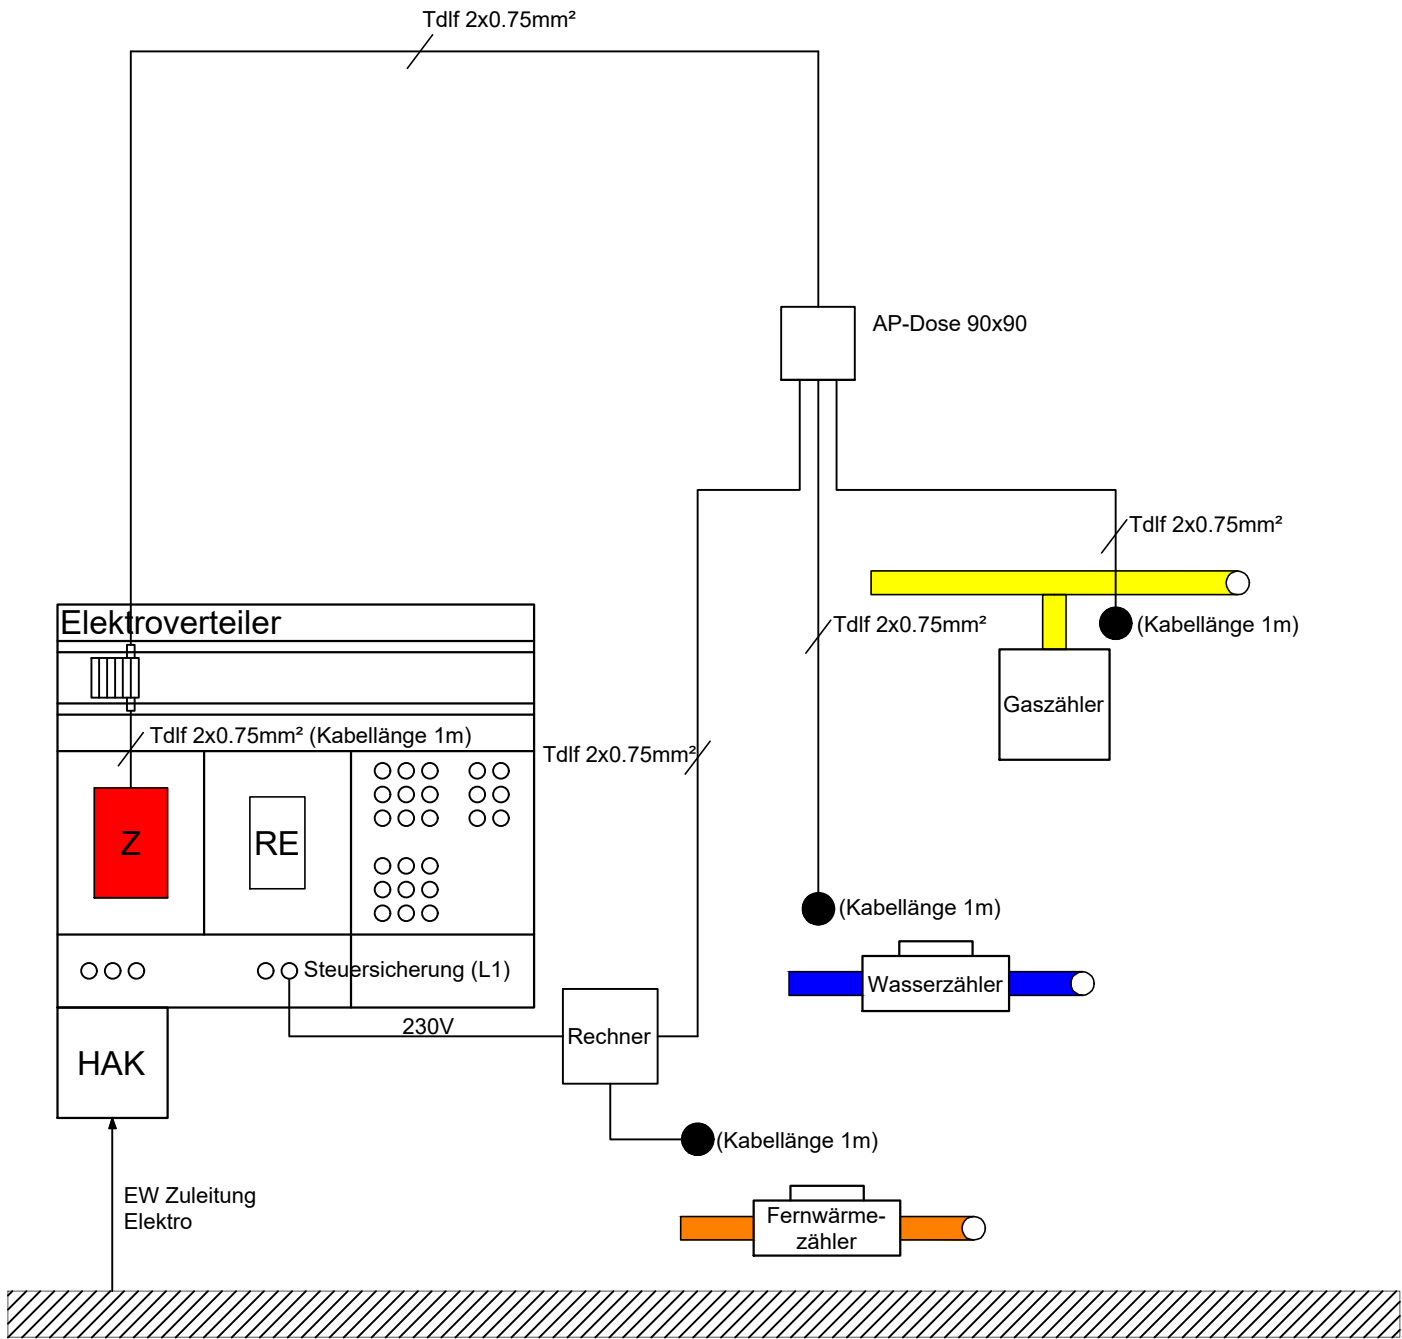 Tdlf 2x0.75mm²
AP-Dose 90x90
Tdlf 2x0.75mm²
(Kabellänge 1m)
Gaszähler
Tdlf 2x0.75mm²
Elektroverteiler
Tdlf 2x0.75mm² (Kabellänge 1m)
Tdlf 2x0.75mm²
Z
RE
(Kabellänge 1m)
Wasserzähler
Steuersicherung (L1)
230V
Rechner
HAK
(Kabellänge 1m)
EW Zuleitung
Elektro
Fernwärme-
zähler